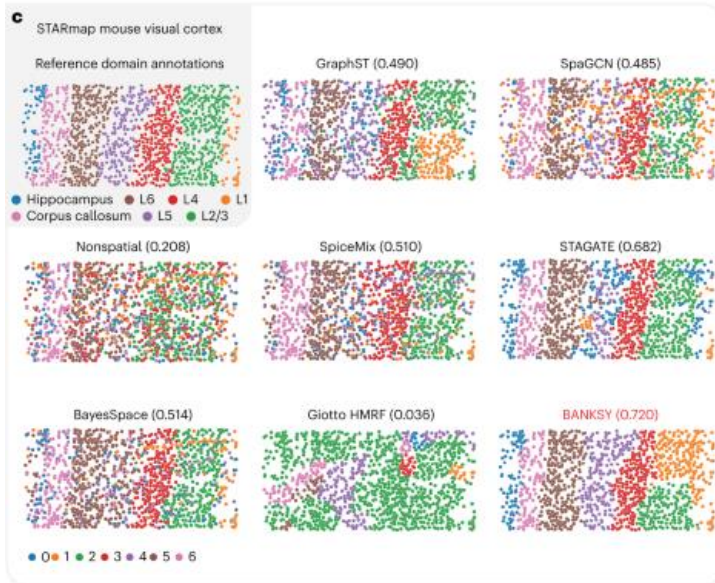 c
STARmap mouse visual cortex
Reference domain annotations
GraphST (0.490)
SpaGCN (0.485)
Hippocampus L6 L4 L1
Corpus callosum L5 L2/3
Nonspatial (0.208)
SpiceMix (0.510)
STAGATE (0.682)
BayesSpace (0.514)
Giotto HMRF (0.036)
BANKSY (0.720)
0 1 2 3 4 5 6